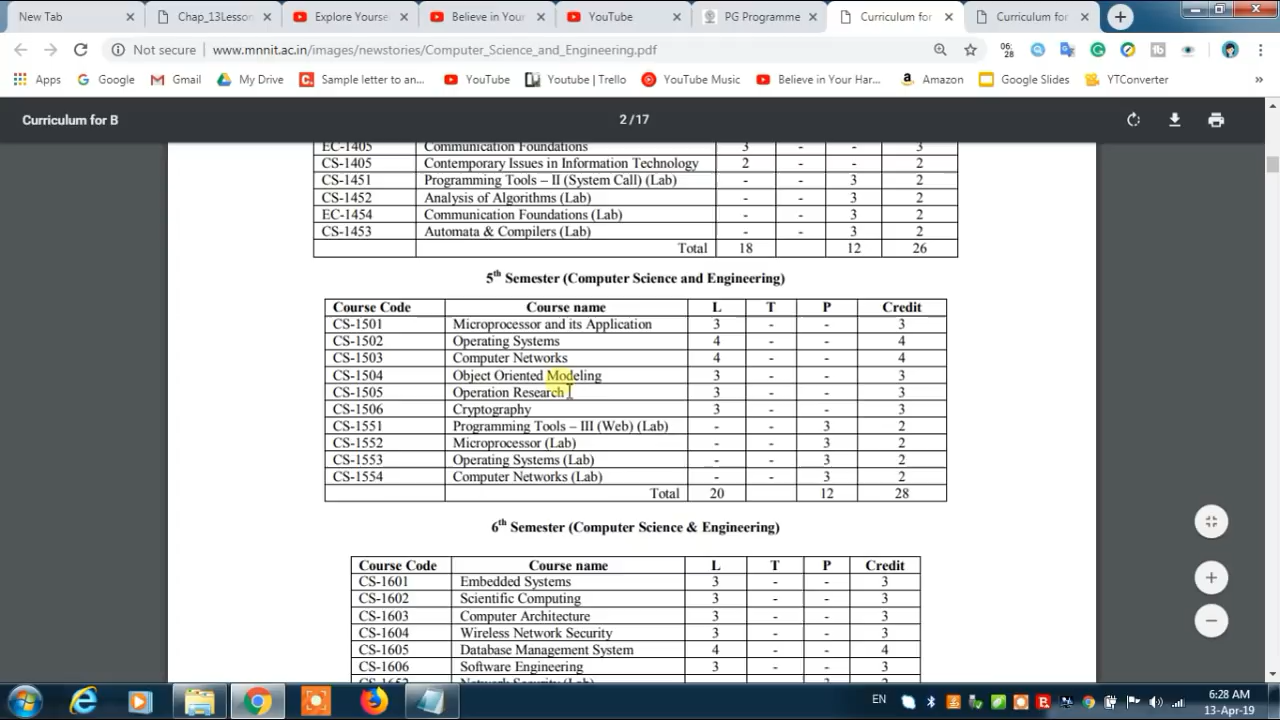 New Tab
Chap_13Lesson
Explore Yourse
Believe in Your
YouTube
PG Programme
Curriculum for
Curriculum for
Not secure
www.mnnit.ac.in/images/newstories/Computer_Science_and_Engineering.pdf
06:
28
Apps
Google
Gmail
My Drive
Sample letter to an...
YouTube
Youtube | Trello
YouTube Music
Believe in Your Har...
Amazon
Google Slides
YTConverter
»
Curriculum for B
2 / 17
EC-1405 Communication Foundations 3 - - 3
CS-1405 Contemporary Issues in Information Technology 2 - - 2
CS-1451 Programming Tools – II (System Call) (Lab) - - 3 2
CS-1452 Analysis of Algorithms (Lab) - - 3 2
EC-1454 Communication Foundations (Lab) - - 3 2
CS-1453 Automata & Compilers (Lab) - - 3 2
Total 18 12 26
5th Semester (Computer Science and Engineering)
Course Code Course name L T P Credit
CS-1501 Microprocessor and its Application 3 - - 3
CS-1502 Operating Systems 4 - - 4
CS-1503 Computer Networks 4 - - 4
CS-1504 Object Oriented Modeling 3 - - 3
CS-1505 Operation Research 3 - - 3
CS-1506 Cryptography 3 - - 3
CS-1551 Programming Tools – III (Web) (Lab) - - 3 2
CS-1552 Microprocessor (Lab) - - 3 2
CS-1553 Operating Systems (Lab) - - 3 2
CS-1554 Computer Networks (Lab) - - 3 2
Total 20 12 28
6th Semester (Computer Science & Engineering)
Course Code Course name L T P Credit
CS-1601 Embedded Systems 3 - - 3
CS-1602 Scientific Computing 3 - - 3
CS-1603 Computer Architecture 3 - - 3
CS-1604 Wireless Network Security 3 - - 3
CS-1605 Database Management System 4 - - 4
CS-1606 Software Engineering 3 - - 3
Network Security (Lab)
EN
6:28 AM
13-Apr-19